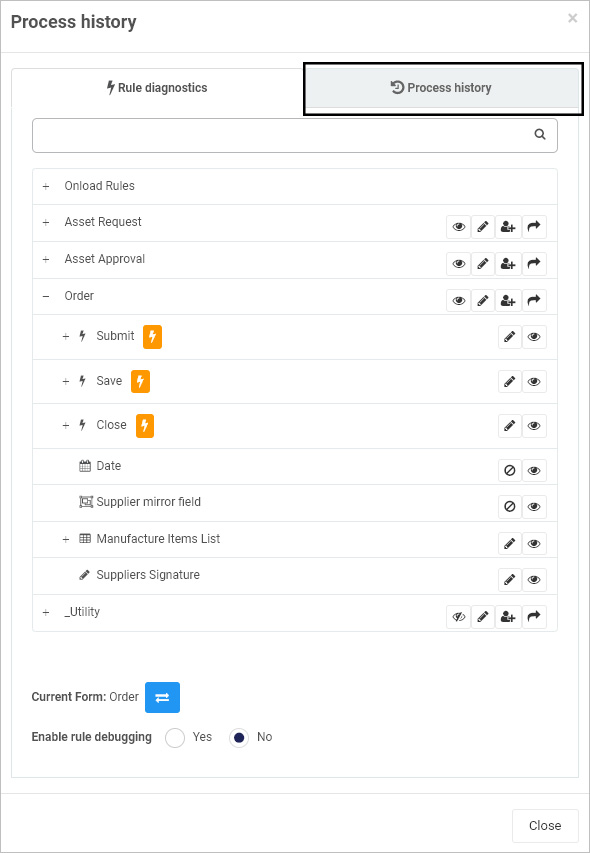 Process history
×
Rule diagnostics
Process history
+ Onload Rules
+ Asset Request
+ Asset Approval
− Order
+ Submit
+ Save
+ Close
Date
Supplier mirror field
+ Manufacture Items List
Suppliers Signature
+ _Utility
Current Form: Order
Enable rule debugging Yes No
Close